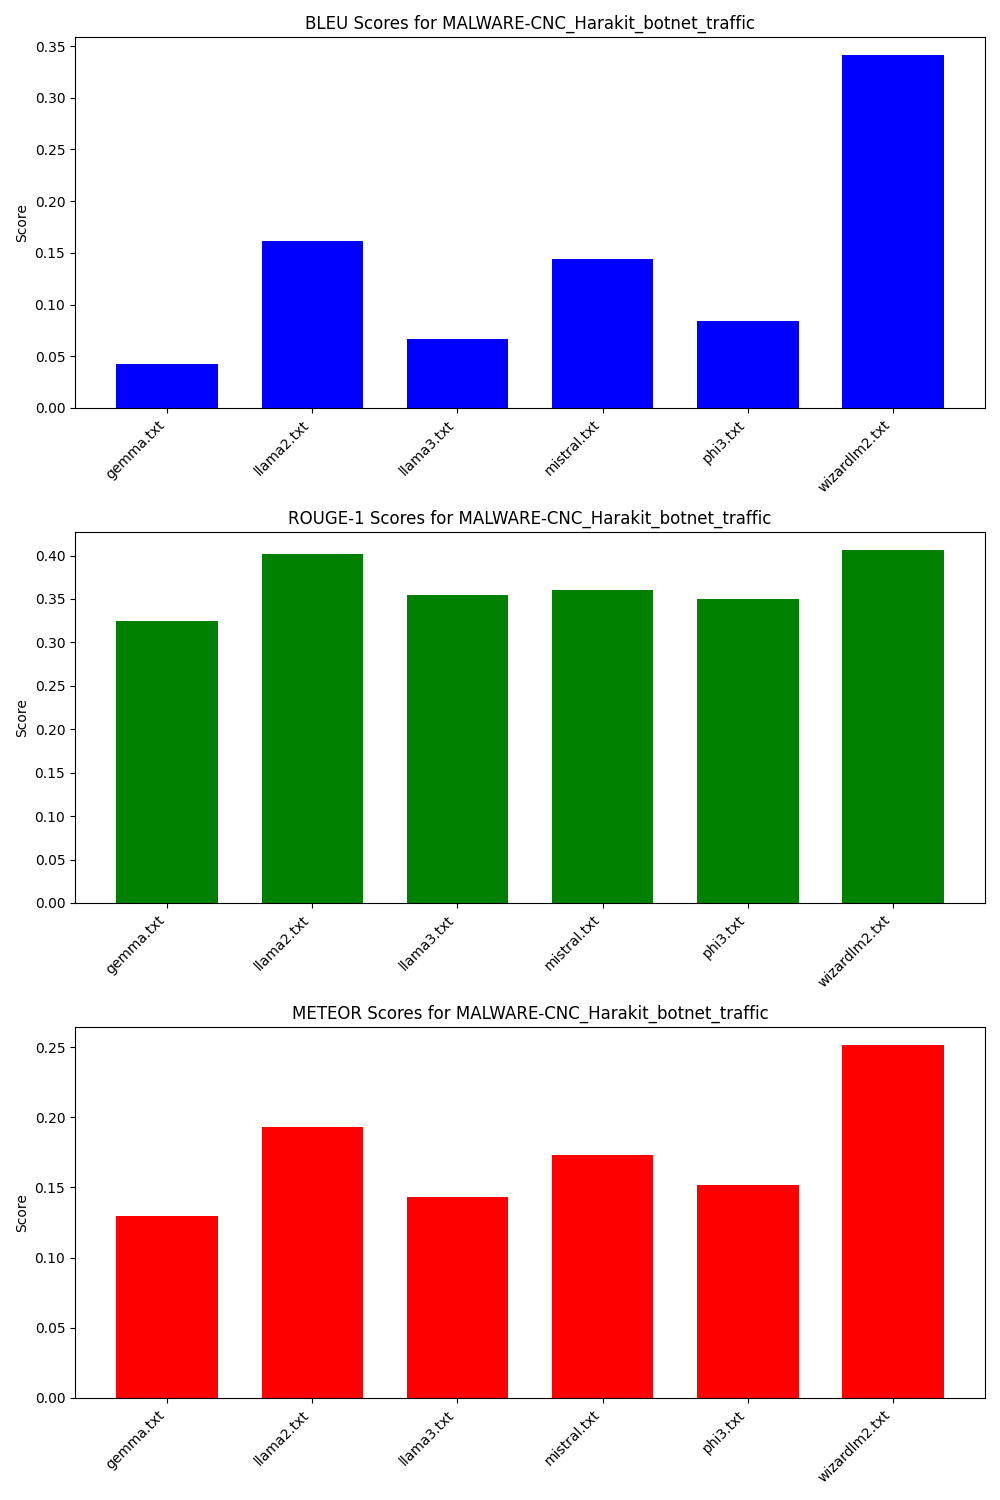 BLEU Scores for MALWARE-CNC_Harakit_botnet_traffic
0.35
0.30
0.25
0.20
0.15
0.10
0.05
0.00
Score
gemma.txt
llama2.txt
llama3.txt
mistral.txt
phi3.txt
wizardlm2.txt
ROUGE-1 Scores for MALWARE-CNC_Harakit_botnet_traffic
0.40
0.35
0.30
0.25
0.20
0.15
0.10
0.05
0.00
Score
gemma.txt
llama2.txt
llama3.txt
mistral.txt
phi3.txt
wizardlm2.txt
METEOR Scores for MALWARE-CNC_Harakit_botnet_traffic
0.25
0.20
0.15
0.10
0.05
0.00
Score
gemma.txt
llama2.txt
llama3.txt
mistral.txt
phi3.txt
wizardlm2.txt